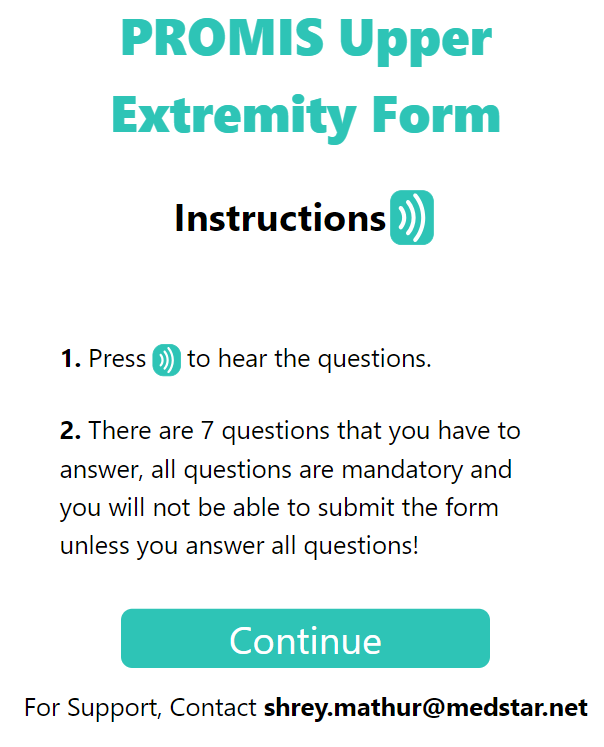 PROMIS Upper
Extremity Form
Instructions
1. Press to hear the questions.
2. There are 7 questions that you have to
answer, all questions are mandatory and
you will not be able to submit the form
unless you answer all questions!
Continue
For Support, Contact shrey.mathur@medstar.net